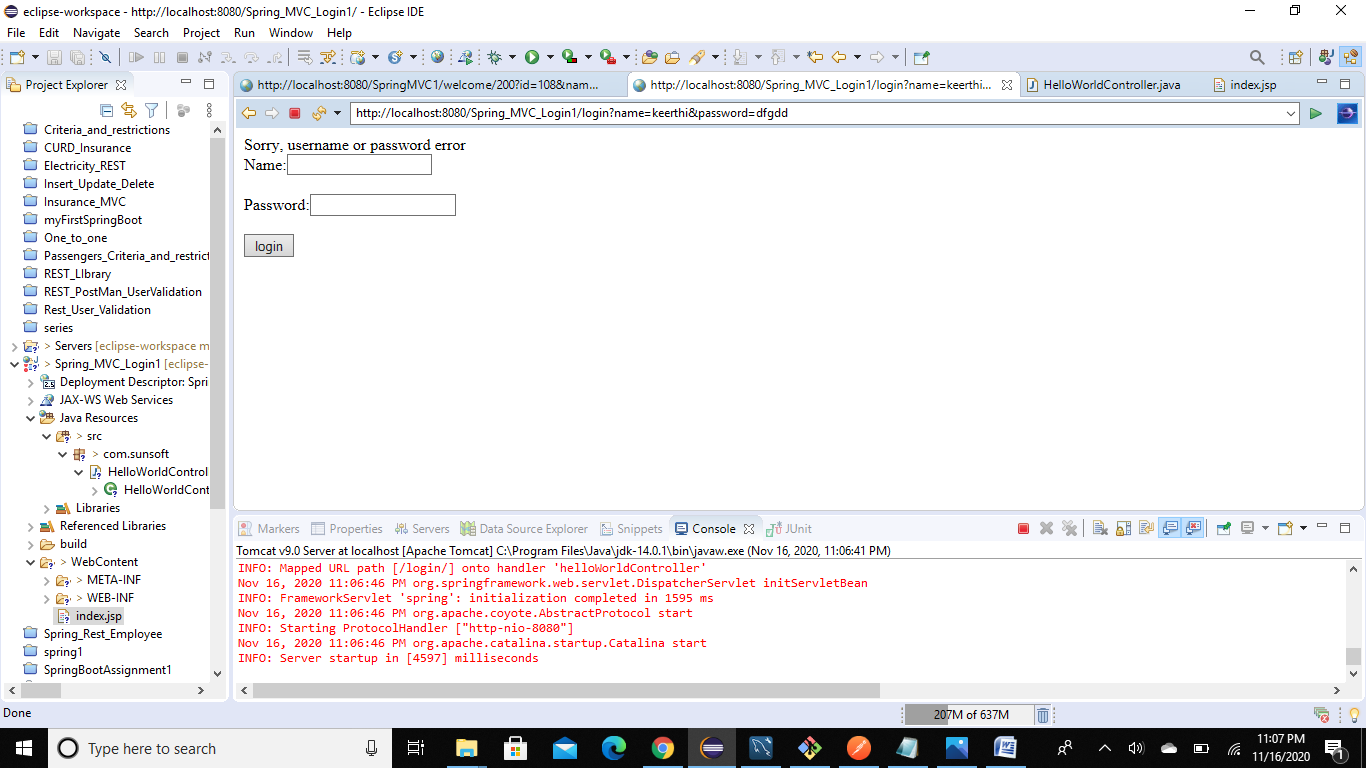 eclipse-workspace - http://localhost:8080/Spring_MVC_Login1/ - Eclipse IDE
File Edit Navigate Search Project Run Window Help
Project Explorer
http://localhost:8080/SpringMVC1/welcome/200?id=108&nam...
http://localhost:8080/Spring_MVC_Login1/login?name=keerthi...
HelloWorldController.java
index.jsp
http://localhost:8080/Spring_MVC_Login1/login?name=keerthi&password=dfgdd
Criteria_and_restrictions
CURD_Insurance
Electricity_REST
Insert_Update_Delete
Insurance_MVC
myFirstSpringBoot
One_to_one
Passengers_Criteria_and_restrict
REST_LIbrary
REST_PostMan_UserValidation
Rest_User_Validation
series
> Servers [eclipse-workspace m
> Spring_MVC_Login1 [eclipse-
Deployment Descriptor: Spri
JAX-WS Web Services
Java Resources
> src
> com.sunsoft
HelloWorldControl
HelloWorldCont
Libraries
Referenced Libraries
build
> WebContent
> META-INF
> WEB-INF
index.jsp
Spring_Rest_Employee
spring1
SpringBootAssignment1
Sorry, username or password error
Name:
Password:
login
Markers Properties Servers Data Source Explorer Snippets Console JUnit
Tomcat v9.0 Server at localhost [Apache Tomcat] C:\Program Files\Java\jdk-14.0.1\bin\javaw.exe (Nov 16, 2020, 11:06:41 PM)
INFO: Mapped URL path [/login/] onto handler 'helloWorldController'
Nov 16, 2020 11:06:46 PM org.springframework.web.servlet.DispatcherServlet initServletBean
INFO: FrameworkServlet 'spring': initialization completed in 1595 ms
Nov 16, 2020 11:06:46 PM org.apache.coyote.AbstractProtocol start
INFO: Starting ProtocolHandler ["http-nio-8080"]
Nov 16, 2020 11:06:46 PM org.apache.catalina.startup.Catalina start
INFO: Server startup in [4597] milliseconds
Done
207M of 637M
Type here to search
11:07 PM
11/16/2020
1